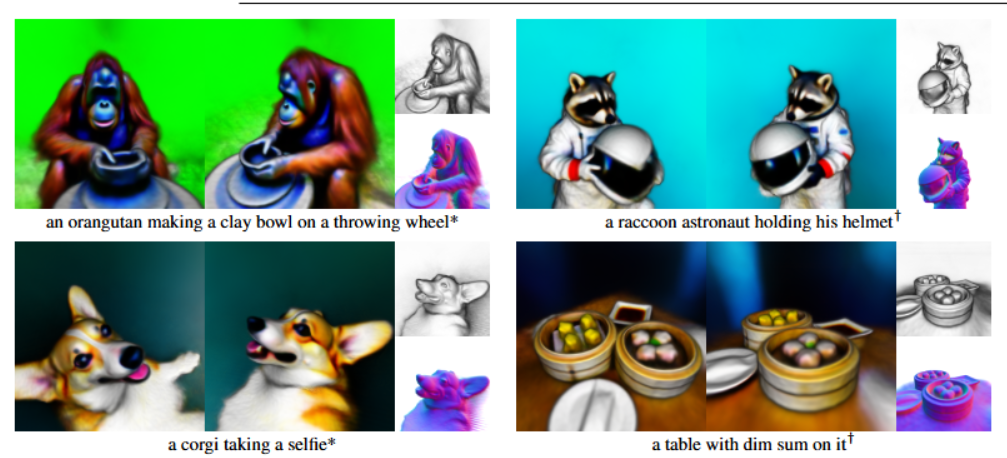 an orangutan making a clay bowl on a throwing wheel*
a raccoon astronaut holding his helmet†
a corgi taking a selfie*
a table with dim sum on it†